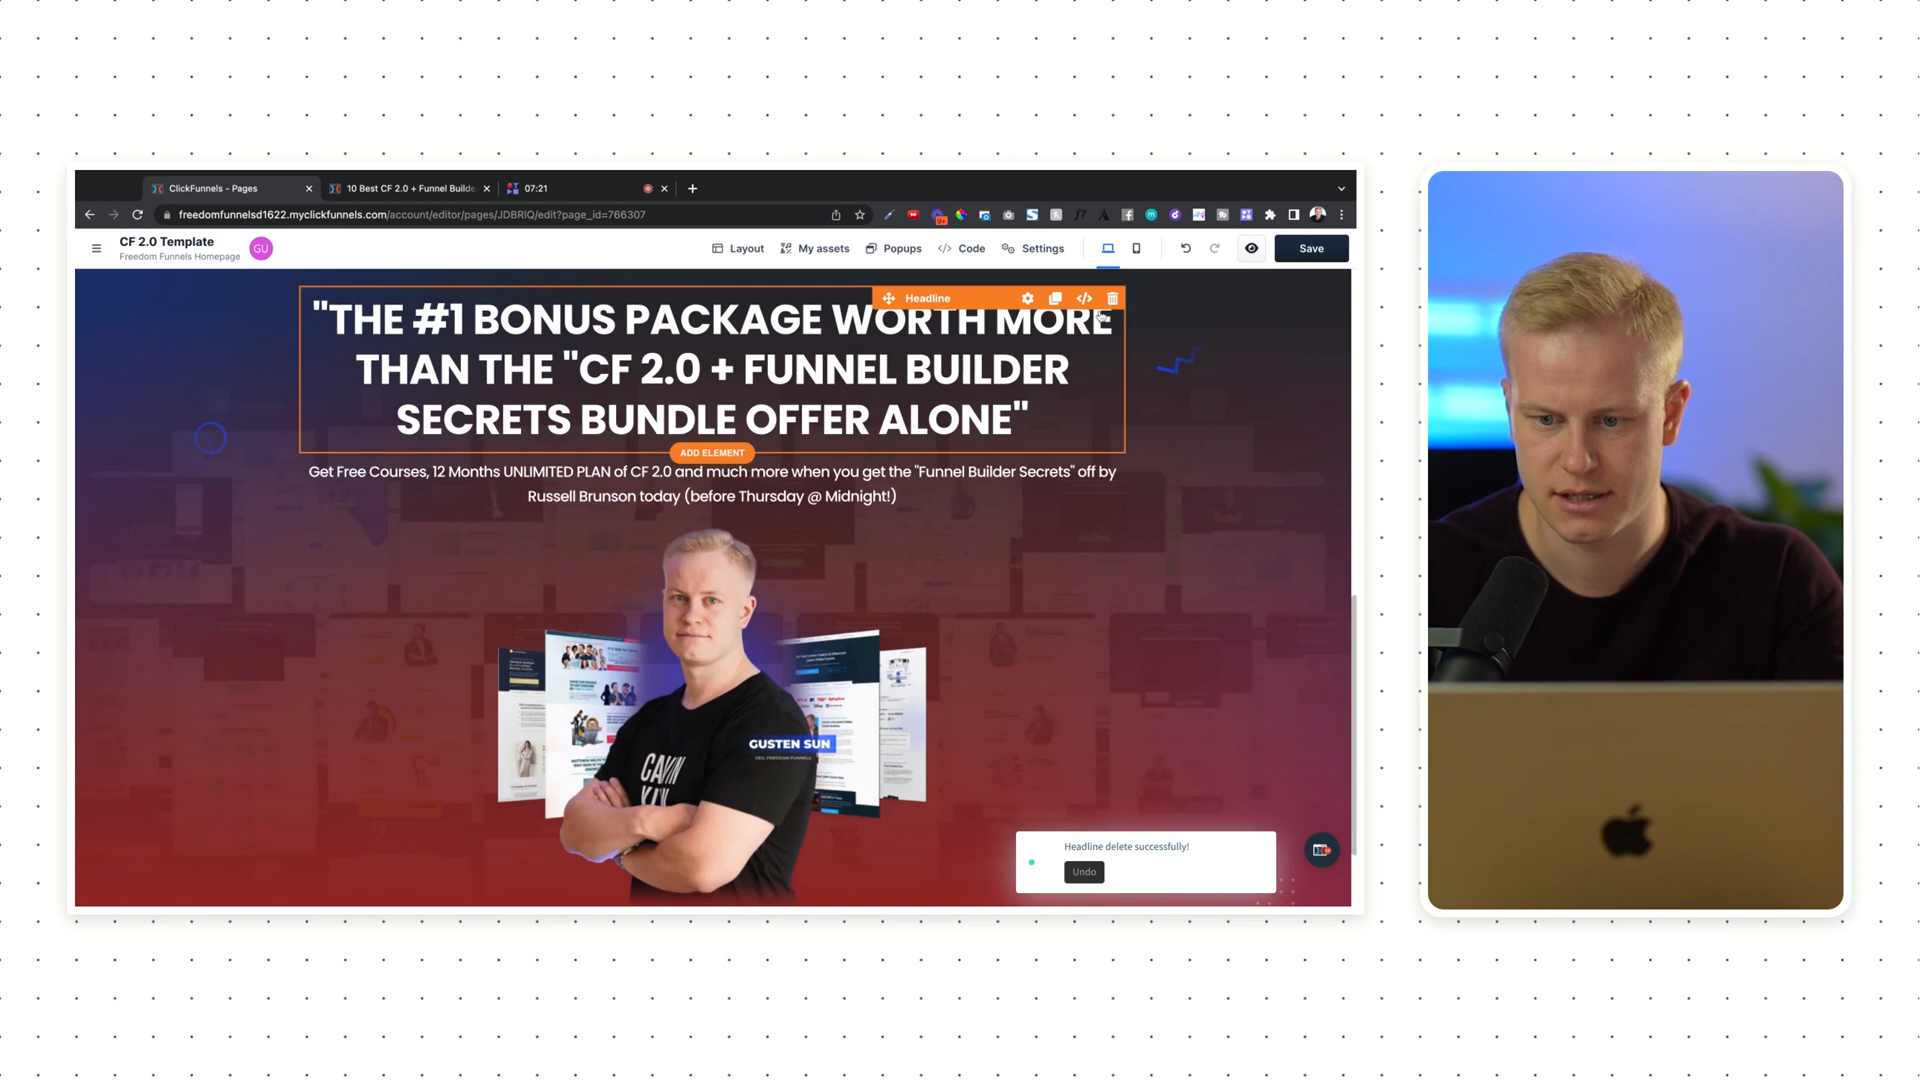 ClickFunnels - Pages
10 Best CF 2.0 + Funnel Builde
07:21
freedomfunnelsd1622.myclickfunnels.com/account/editor/pages/JDBRIQ/edit?page_id=766307
CF 2.0 Template
Freedom Funnels Homepage
GU
Layout
My assets
Popups
Code
Settings
Save
Headline
"THE #1 BONUS PACKAGE WORTH MORE
THAN THE "CF 2.0 + FUNNEL BUILDER
SECRETS BUNDLE OFFER ALONE"
ADD ELEMENT
Get Free Courses, 12 Months UNLIMITED PLAN of CF 2.0 and much more when you get the "Funnel Builder Secrets" off by
Russell Brunson today (before Thursday @ Midnight!)
GUSTEN SUN
CEO, FREEDOM FUNNELS
Headline delete successfully!
Undo